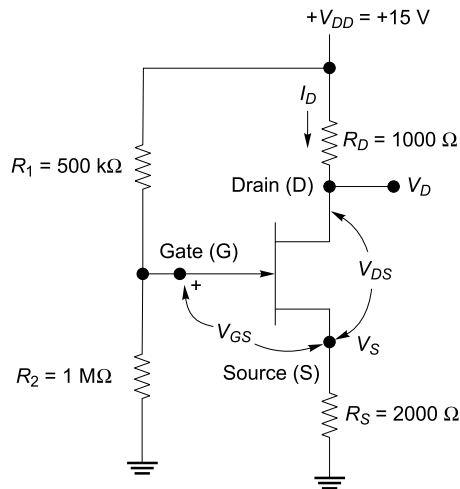 +V_DD = +15 V
I_D
R_D = 1000 Ω
R_1 = 500 kΩ
Drain (D)
V_D
Gate (G)
+
V_DS
V_GS
V_S
Source (S)
R_2 = 1 MΩ
R_S = 2000 Ω